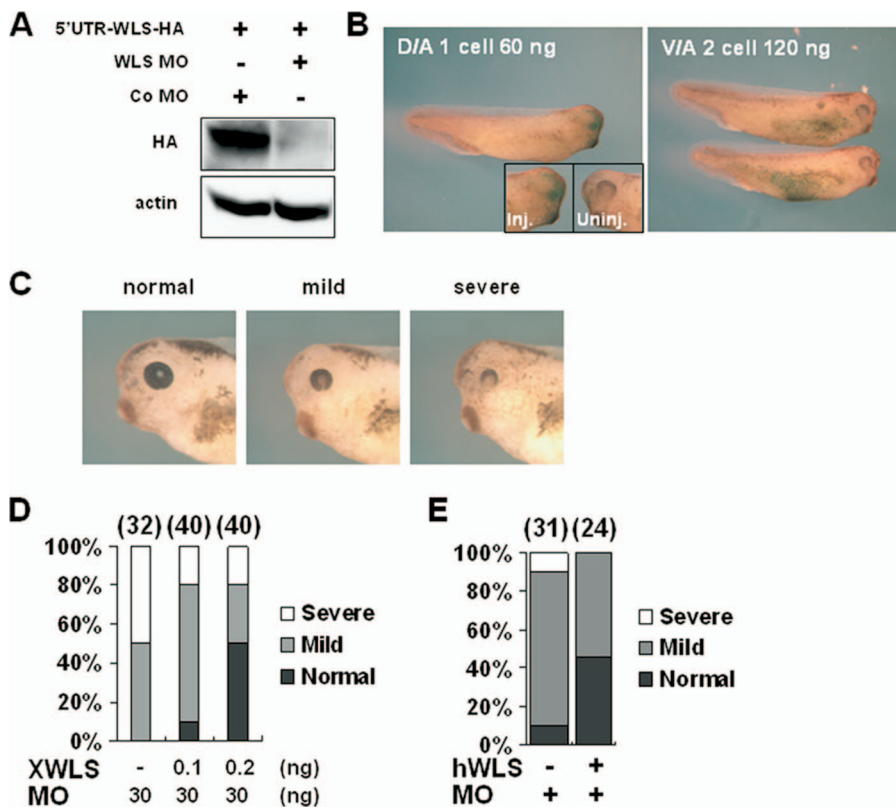 A
5'UTR-WLS-HA + +
WLS MO - +
Co MO + -
HA
actin
B
D/A 1 cell 60 ng
Inj.
Uninj.
V/A 2 cell 120 ng
C
normal mild severe
D
(32) (40) (40)
100%
80%
60%
40%
20%
0%
Severe
Mild
Normal
XWLS - 0.1 0.2 (ng)
MO 30 30 30 (ng)
E
(31) (24)
100%
80%
60%
40%
20%
0%
Severe
Mild
Normal
hWLS - +
MO + +